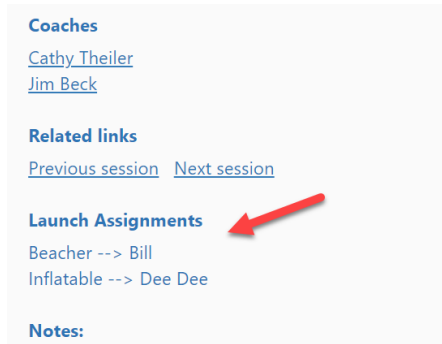 Coaches
Cathy Theiler
Jim Beck
Related links
Previous session Next session
Launch Assignments
Beacher --> Bill
Inflatable --> Dee Dee
Notes: